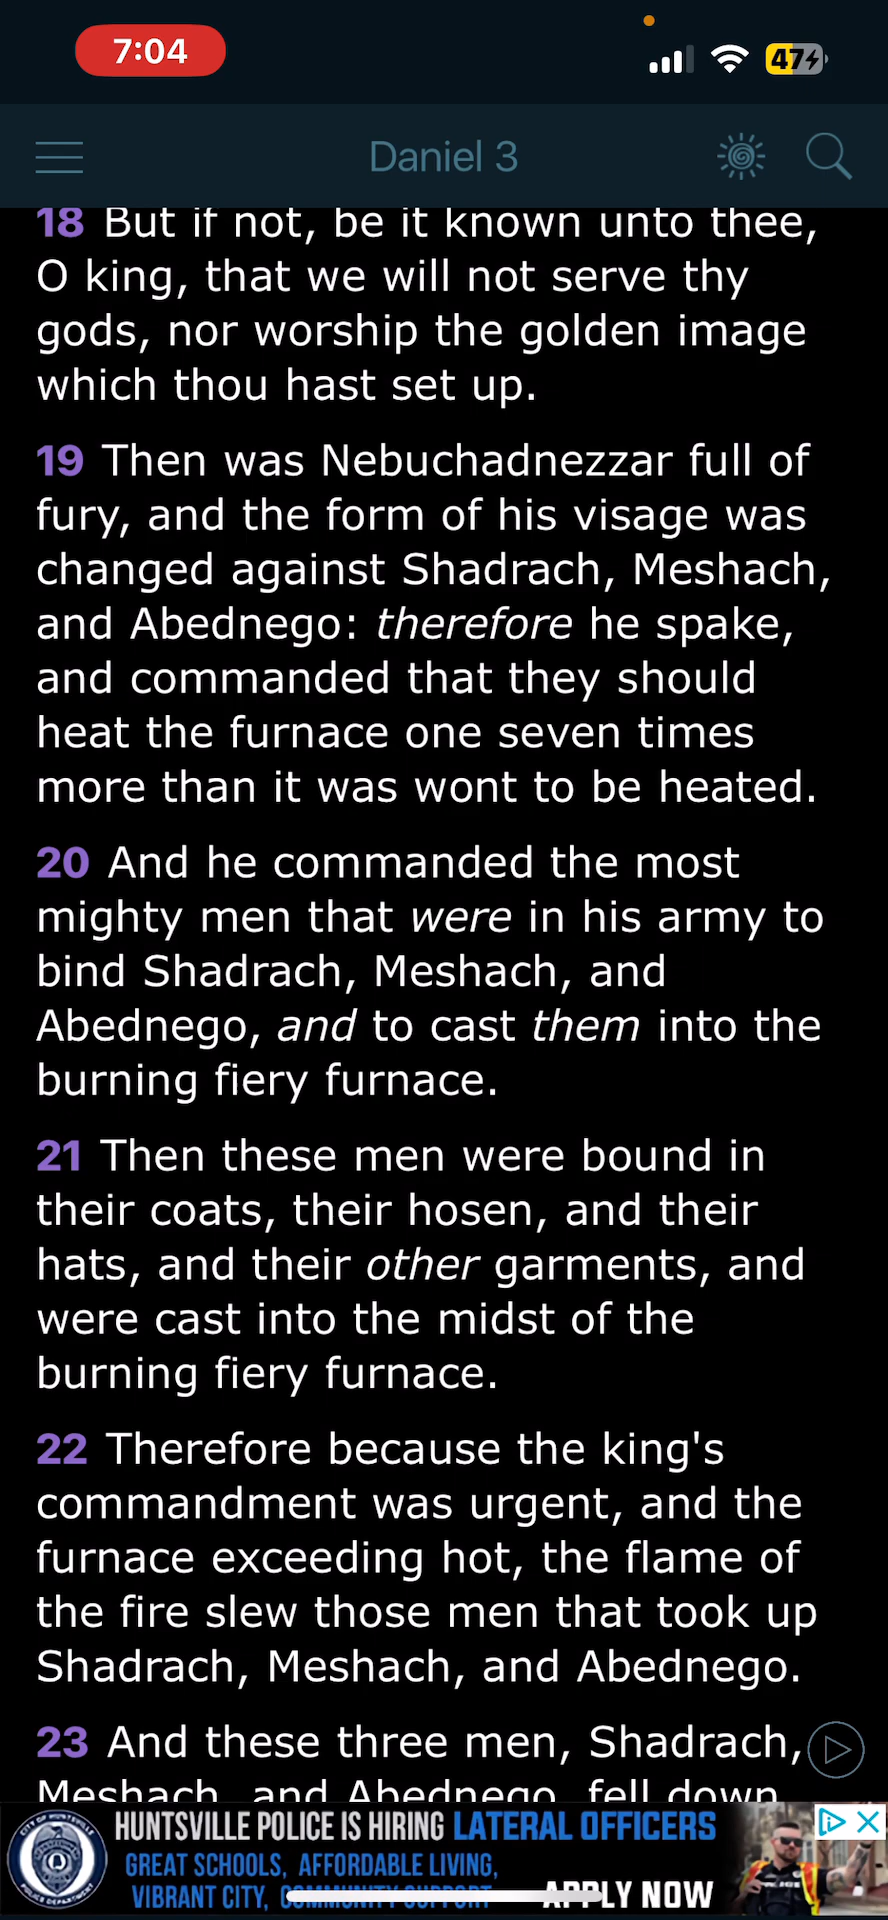 7:04
47
Daniel 3
18 But if not, be it known unto thee,
O king, that we will not serve thy
gods, nor worship the golden image
which thou hast set up.
19 Then was Nebuchadnezzar full of
fury, and the form of his visage was
changed against Shadrach, Meshach,
and Abednego: therefore he spake,
and commanded that they should
heat the furnace one seven times
more than it was wont to be heated.
20 And he commanded the most
mighty men that were in his army to
bind Shadrach, Meshach, and
Abednego, and to cast them into the
burning fiery furnace.
21 Then these men were bound in
their coats, their hosen, and their
hats, and their other garments, and
were cast into the midst of the
burning fiery furnace.
22 Therefore because the king's
commandment was urgent, and the
furnace exceeding hot, the flame of
the fire slew those men that took up
Shadrach, Meshach, and Abednego.
23 And these three men, Shadrach,
Meshach, and Abednego, fell down
HUNTSVILLE POLICE IS HIRING LATERAL OFFICERS
GREAT SCHOOLS, AFFORDABLE LIVING,
VIBRANT CITY, COMMUNITY SUPPORT
APPLY NOW